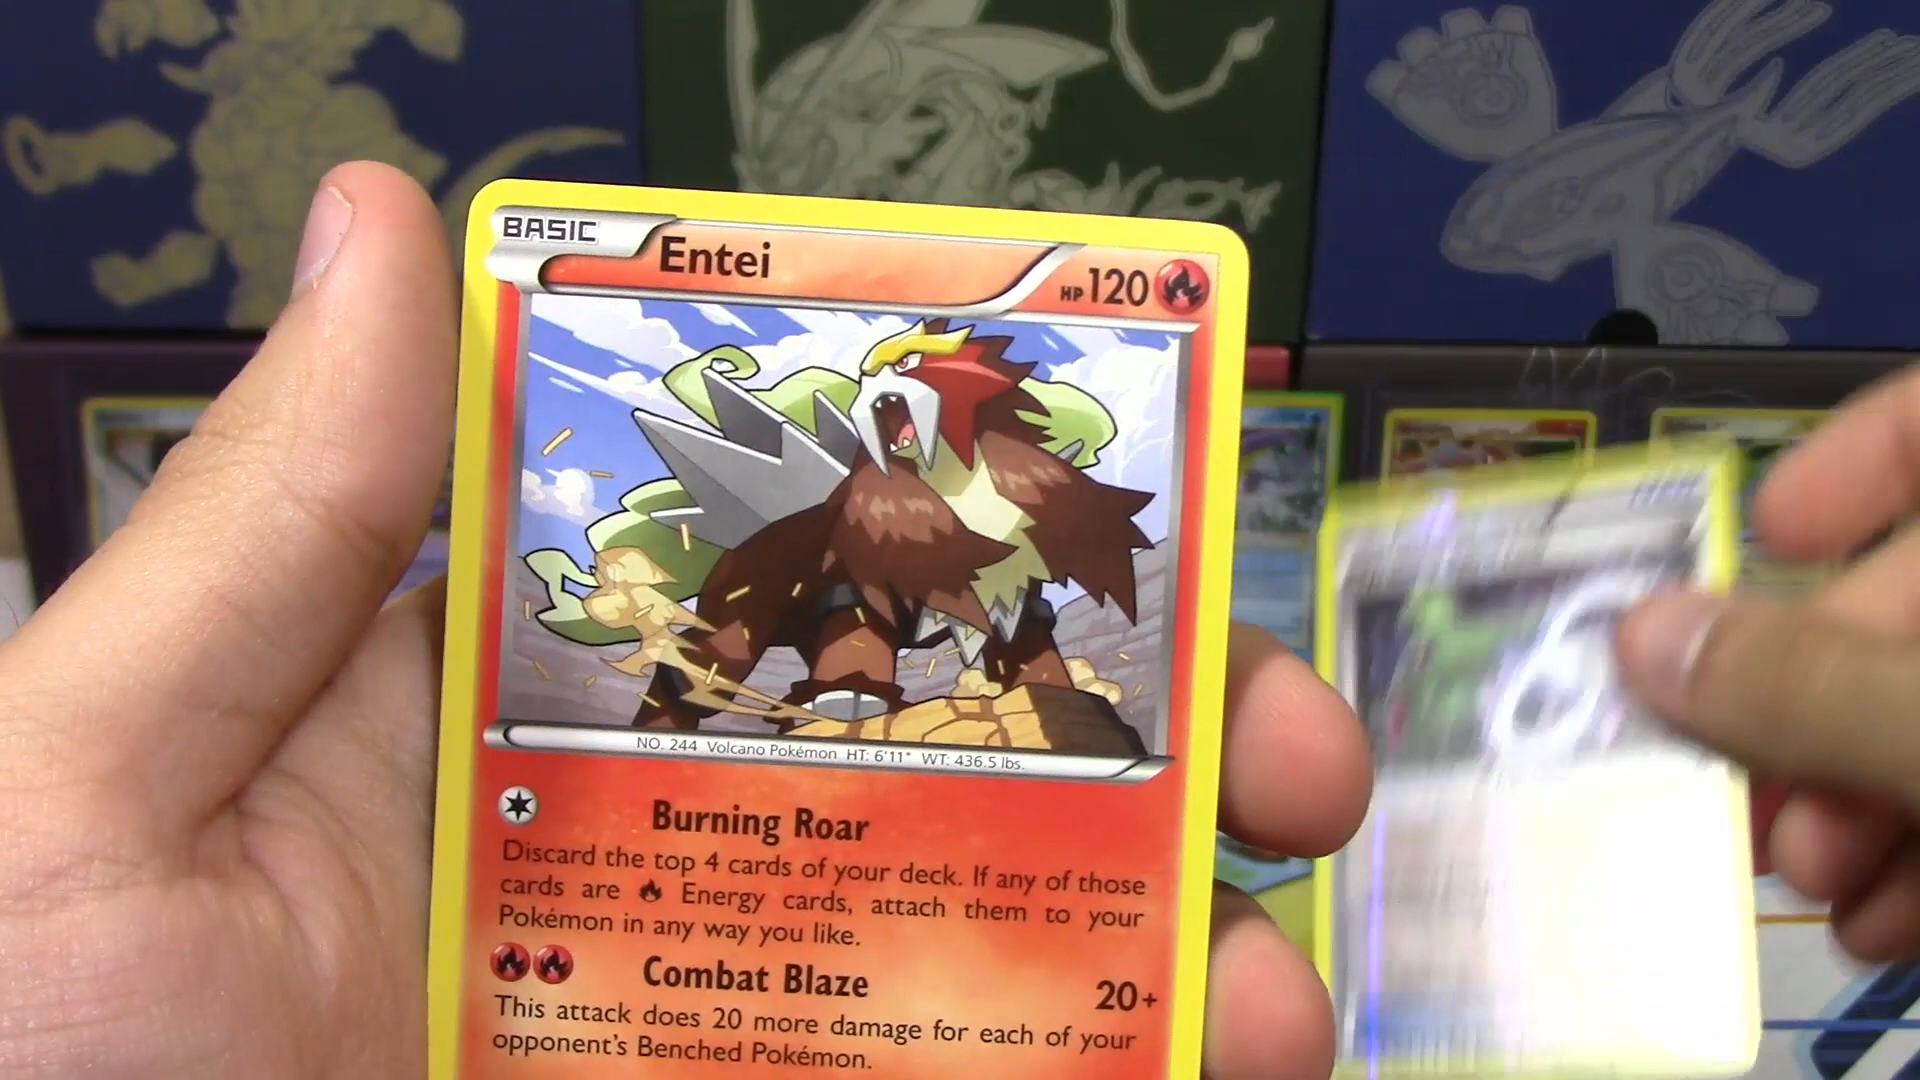 BASIC
Entei
HP 120
NO. 244 Volcano Pokémon HT: 6'11" WT: 436.5 lbs.
Burning Roar
Discard the top 4 cards of your deck. If any of those
cards are Energy cards, attach them to your
Pokémon in any way you like.
Combat Blaze 20+
This attack does 20 more damage for each of your
opponent's Benched Pokémon.